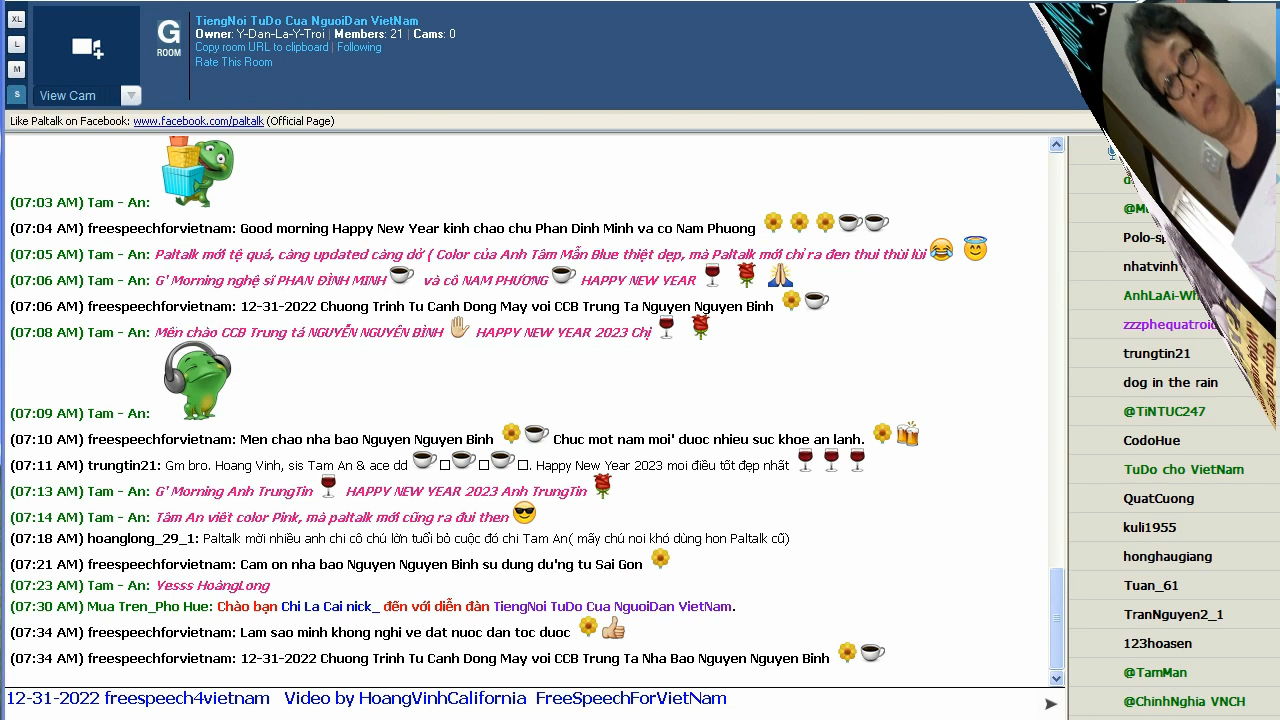 XL
L
M
S
View Cam
G
ROOM
TiengNoi TuDo Cua NguoiDan VietNam
Owner: Y-Dan-La-Y-Troi | Members: 21 | Cams: 0
Copy room URL to clipboard | Following
Rate This Room
Like Paltalk on Facebook: www.facebook.com/paltalk (Official Page)
(07:03 AM) Tam - An:
(07:04 AM) freespeechforvietnam: Good morning Happy New Year kinh chao chu Phan Dinh Minh va co Nam Phuong 🌼 🌼 🌼☕☕
(07:05 AM) Tam - An: Paltalk mới tệ quá, càng updated càng dở ( Color của Anh Tâm Mẫn Blue thiệt dẹp, mà Paltalk mới chỉ ra đen thui thùi lùi 😂 😇
(07:06 AM) Tam - An: G' Morning nghệ sĩ PHAN ĐÌNH MINH☕ và cô NAM PHƯƠNG☕ HAPPY NEW YEAR 🍷 🌹 🙏
(07:06 AM) freespeechforvietnam: 12-31-2022 Chuong Trinh Tu Canh Dong May voi CCB Trung Ta Nguyen Nguyen Binh 🌼☕
(07:08 AM) Tam - An: Mến chào CCB Trung tá NGUYỄN NGUYÊN BÌNH✋ HAPPY NEW YEAR 2023 Chị 🍷 🌹
(07:09 AM) Tam - An:
(07:10 AM) freespeechforvietnam: Men chao nha bao Nguyen Nguyen Binh 🌼☕ Chuc mot nam moi' duoc nhieu suc khoe an lanh. 🌼 🍻
(07:11 AM) trungtin21: Gm bro. Hoang Vinh, sis Tam An & ace dd ☕□☕□☕□. Happy New Year 2023 mọi điều tốt đẹp nhất 🍷 🍷 🍷
(07:13 AM) Tam - An: G' Morning Anh TrungTin 🍷 HAPPY NEW YEAR 2023 Anh TrungTin 🌹
(07:14 AM) Tam - An: Tâm An viết color Pink, mà paltalk mới cũng ra đui then 😎
(07:18 AM) hoanglong_29_1: Paltalk mời nhiều anh chi cô chú lờn tuổi bỏ cuộc đó chi Tam An( mãy chú noi khó dùng hon Paltalk cũ)
(07:21 AM) freespeechforvietnam: Cam on nha bao Nguyen Nguyen Binh su dung du'ng tu Sai Gon 🌼
(07:23 AM) Tam - An: Yesss HoàngLong
(07:30 AM) Mua Tren_Pho Hue: Chào bạn Chi La Cai nick_ đến với diễn đàn TiengNoi TuDo Cua NguoiDan VietNam.
(07:34 AM) freespeechforvietnam: Lam sao minh khong nghi ve dat nuoc dan toc duoc 🌼👍
(07:34 AM) freespeechforvietnam: 12-31-2022 Chuong Trinh Tu Canh Dong May voi CCB Trung Ta Nha Bao Nguyen Nguyen Binh 🌼☕
12-31-2022 freespeech4vietnam Video by HoangVinhCalifornia FreeSpeechForVietNam
nhatvinh
AnhLaAi-Wh
zzzphequatroid
trungtin21
dog in the rain
@TiNTUC247
CodoHue
TuDo cho VietNam
QuatCuong
kuli1955
honghaugiang
Tuan_61
TranNguyen2_1
123hoasen
@TamMan
@ChinhNghia VNCH